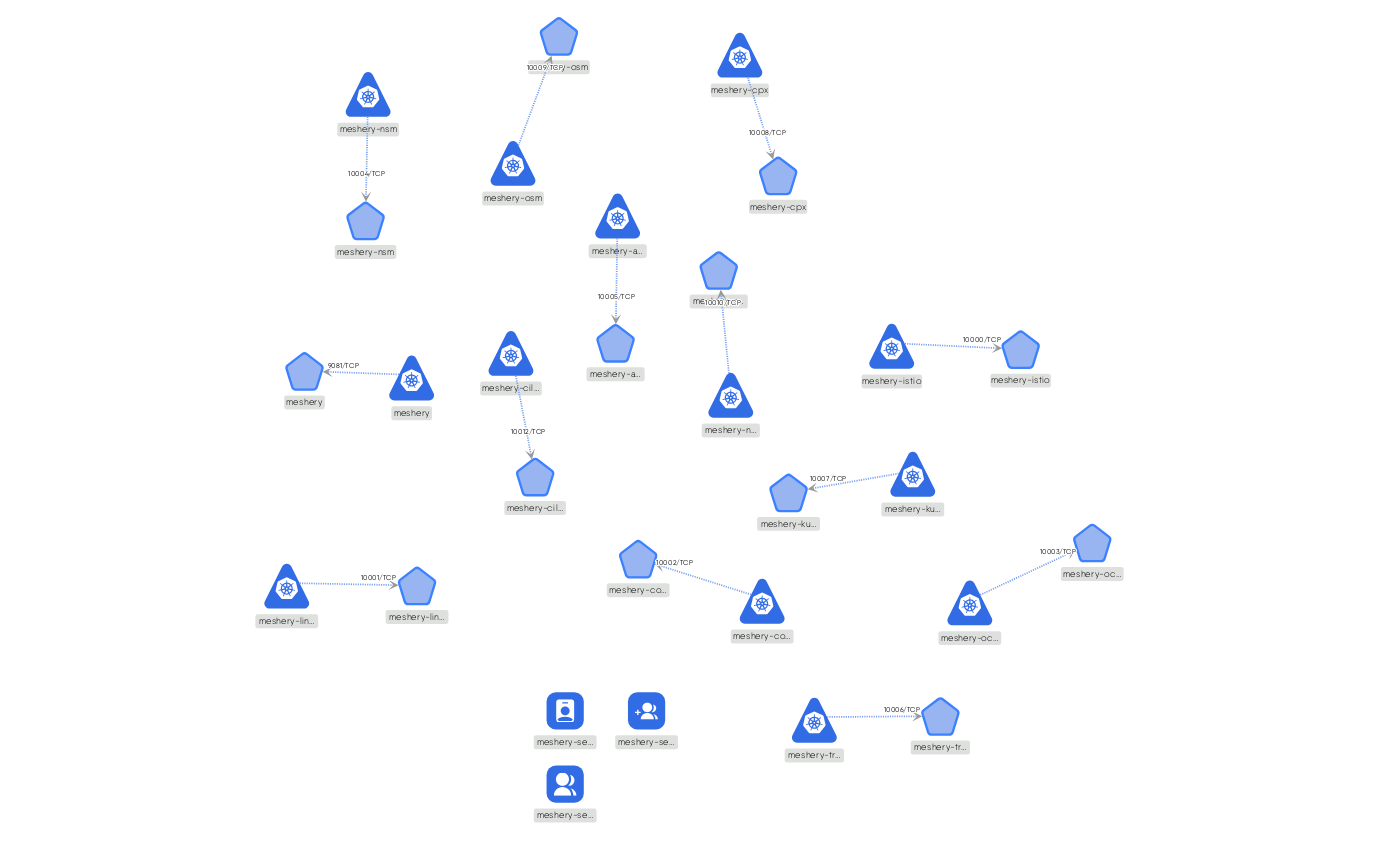 10009/TCP
-osm
meshery-cpx
meshery-nsm
10008/TCP
10004/TCP
meshery-osm
meshery-cpx
meshery-nsm
meshery-a...
10005/TCP
10010/TCP
10000/TCP
9081/TCP
meshery-a...
meshery-istio
meshery-istio
meshery-cil...
meshery
meshery
10012/TCP
meshery-n...
10007/TCP
meshery-cil...
meshery-ku...
meshery-ku...
10003/TCP
10002/TCP
meshery-oc...
10001/TCP
meshery-co...
meshery-lin...
meshery-lin...
meshery-co...
meshery-oc...
10006/TCP
meshery-se...
meshery-se...
meshery-tr...
meshery-tr...
meshery-se...